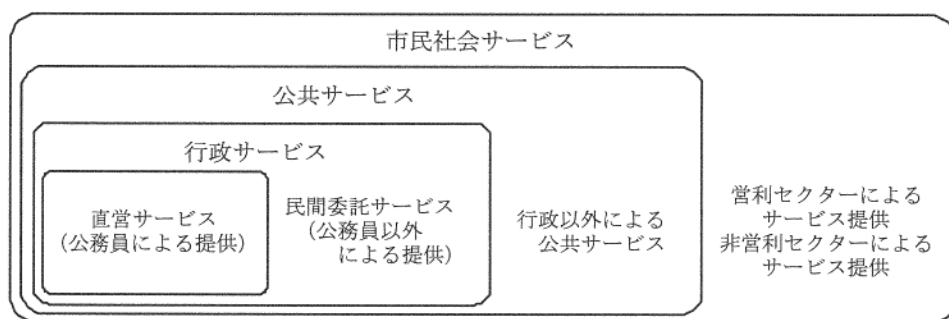 市民社会サービス
公共サービス
行政サービス
直営サービス
(公務員による提供)
民間委託サービス
(公務員以外
による提供)
行政以外による
公共サービス
営利セクターによる
サービス提供
非営利セクターによる
サービス提供